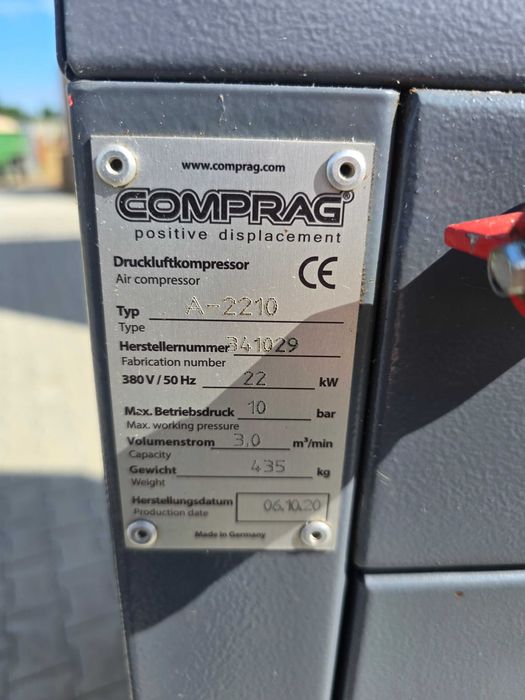 www.comprag.com
COMPRAG®
positive displacement
Druckluftkompressor
Air compressor
CE
Typ A-2210
Type
Herstellernummer 341029
Fabrication number
380 V / 50 Hz 22 kW
Max. Betriebsdruck 10 bar
Max. working pressure
Volumenstrom 3,0 m³/min
Capacity
Gewicht 435 kg
Weight
Herstellungsdatum 06.10.20
Production date
Made in Germany